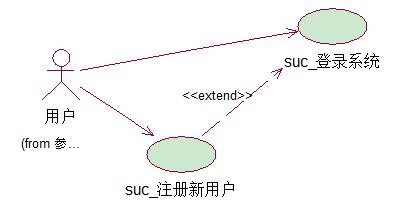 suc_登录系统
<<extend>>
用户
(from 参...
suc_注册新用户